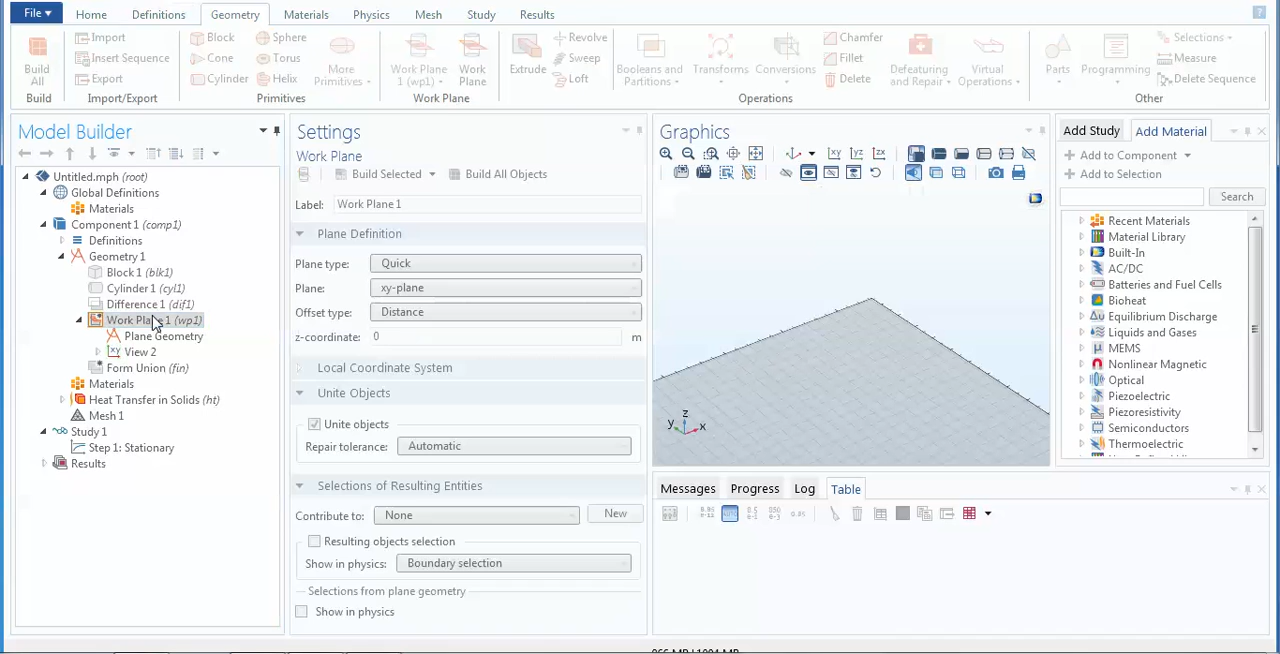 File
Home
Definitions
Geometry
Materials
Physics
Mesh
Study
Results
Build All
Build
Import
Insert Sequence
Export
Import/Export
Block
Cone
Cylinder
Sphere
Torus
Helix
More Primitives
Primitives
Work Plane 1 (wp1)
Work Plane
Work Plane
Extrude
Revolve
Sweep
Loft
Booleans and Partitions
Transforms
Conversions
Chamfer
Fillet
Delete
Defeaturing and Repair
Virtual Operations
Operations
Parts
Programming
Selections
Measure
Delete Sequence
Other
Model Builder
Untitled.mph (root)
Global Definitions
Materials
Component 1 (comp1)
Definitions
Geometry 1
Block 1 (blk1)
Cylinder 1 (cyl1)
Difference 1 (dif1)
Work Plane 1 (wp1)
Plane Geometry
View 2
Form Union (fin)
Materials
Heat Transfer in Solids (ht)
Mesh 1
Study 1
Step 1: Stationary
Results
Settings
Work Plane
Build Selected
Build All Objects
Label: Work Plane 1
Plane Definition
Plane type: Quick
Plane: xy-plane
Offset type: Distance
z-coordinate: 0 m
Local Coordinate System
Unite Objects
Unite objects
Repair tolerance: Automatic
Selections of Resulting Entities
Contribute to: None New
Resulting objects selection
Show in physics: Boundary selection
Selections from plane geometry
Show in physics
Graphics
xy yz zx
z
y x
Messages
Progress
Log
Table
Add Study
Add Material
Add to Component
Add to Selection
Search
Recent Materials
Material Library
Built-In
AC/DC
Batteries and Fuel Cells
Bioheat
Equilibrium Discharge
Liquids and Gases
MEMS
Nonlinear Magnetic
Optical
Piezoelectric
Piezoresistivity
Semiconductors
Thermoelectric